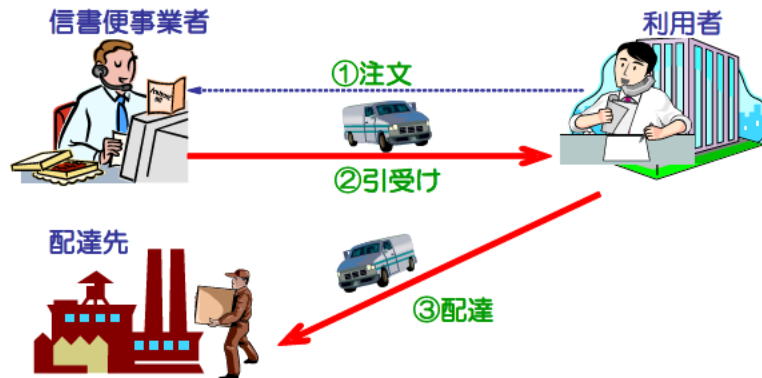 信書便事業者
利用者
①注文
②引受け
配達先
③配達